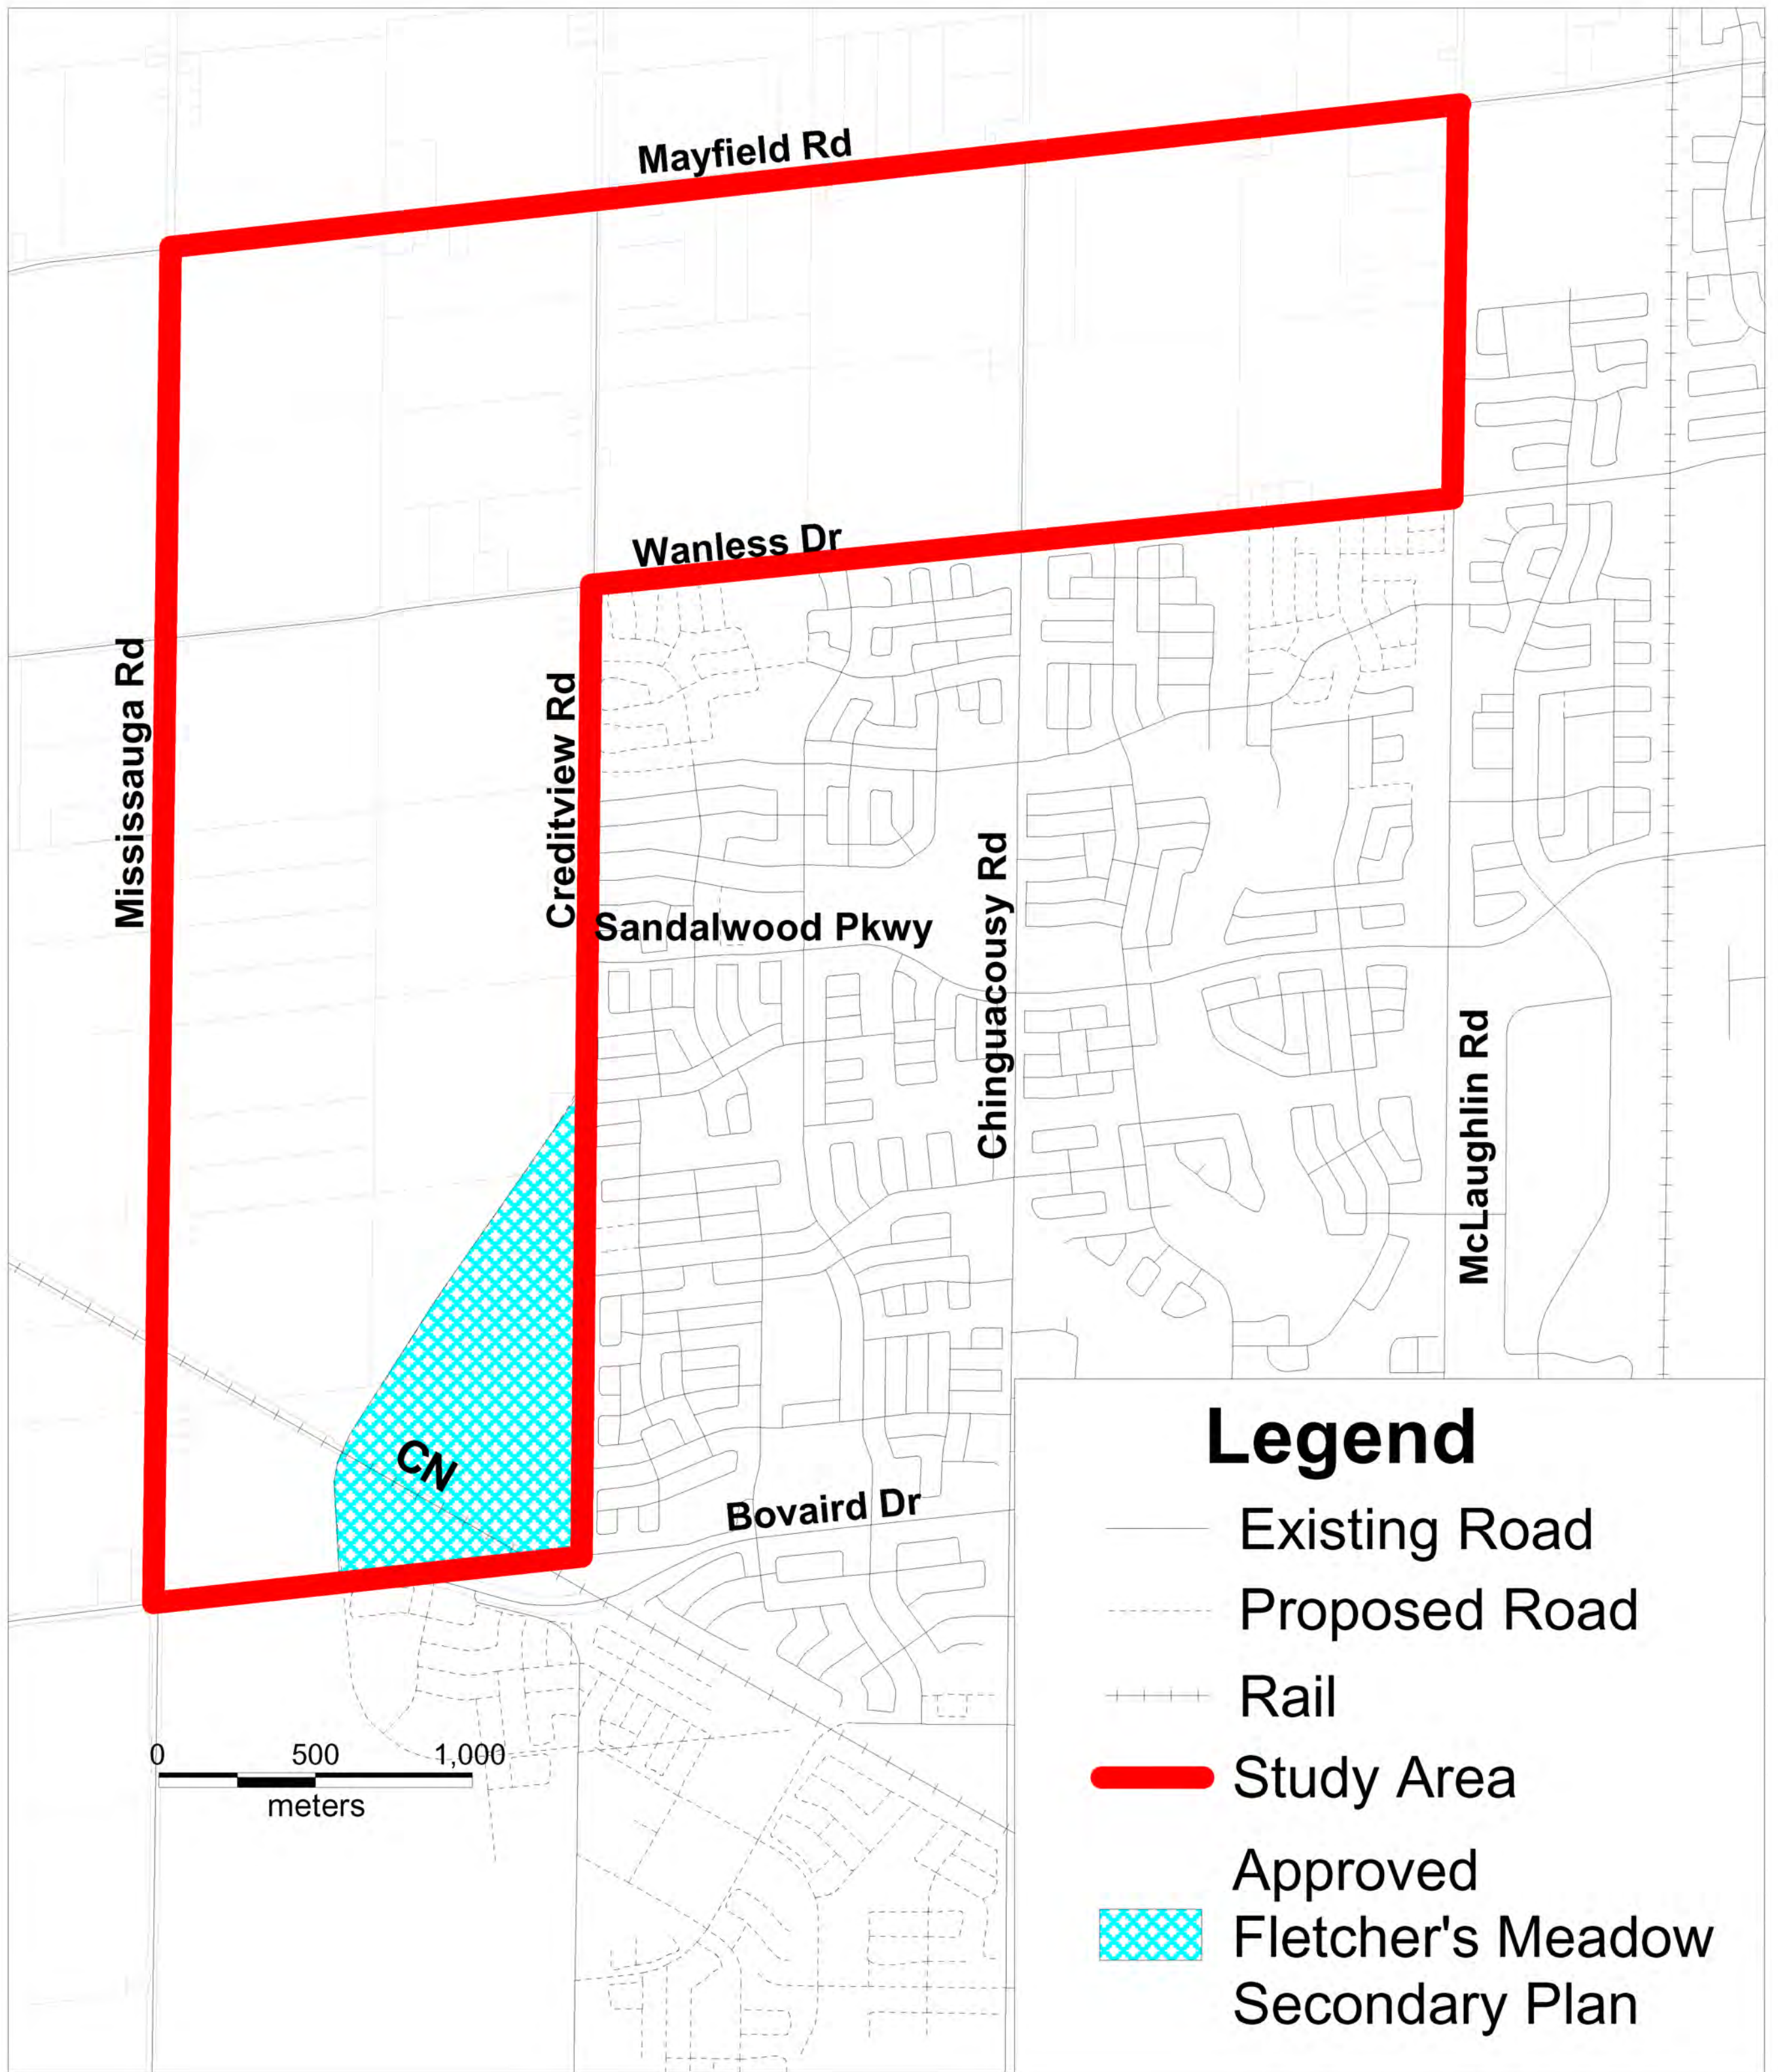 Mayfield Rd
Wanless Dr
Mississauga Rd
Creditview Rd
Sandalwood Pkwy
Chinguacousy Rd
McLaughlin Rd
CN
Bovaird Dr
0 500 1,000
meters
Legend
Existing Road
Proposed Road
Rail
Study Area
Approved
Fletcher's Meadow
Secondary Plan